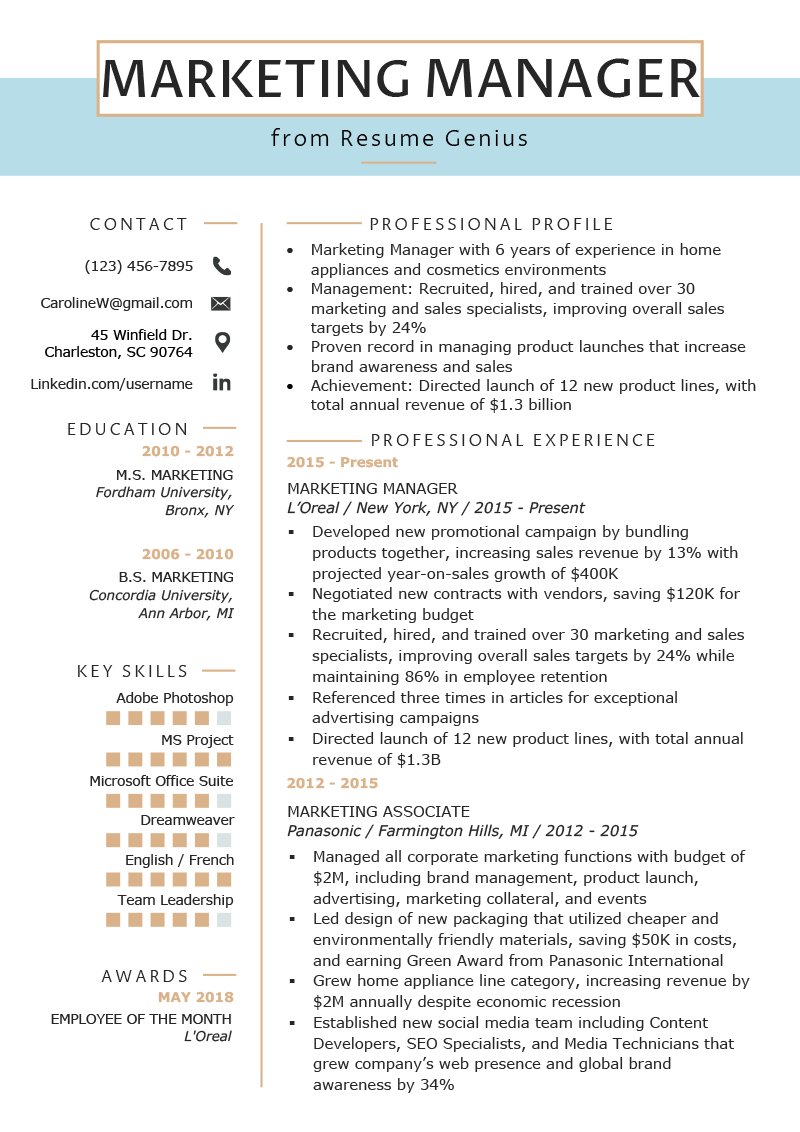 MARKETING MANAGER
from Resume Genius
CONTACT
(123) 456-7895
CarolineW@gmail.com
45 Winfield Dr.
Charleston, SC 90764
Linkedin.com/username
in
EDUCATION
2010 - 2012
M.S. MARKETING
Fordham University,
Bronx, NY
2006 - 2010
B.S. MARKETING
Concordia University,
Ann Arbor, MI
KEY SKILLS
Adobe Photoshop
MS Project
Microsoft Office Suite
Dreamweaver
English / French
Team Leadership
AWARDS
MAY 2018
EMPLOYEE OF THE MONTH
L'Oreal
PROFESSIONAL PROFILE
• Marketing Manager with 6 years of experience in home
appliances and cosmetics environments
• Management: Recruited, hired, and trained over 30
marketing and sales specialists, improving overall sales
targets by 24%
• Proven record in managing product launches that increase
brand awareness and sales
• Achievement: Directed launch of 12 new product lines, with
total annual revenue of $1.3 billion
PROFESSIONAL EXPERIENCE
2015 - Present
MARKETING MANAGER
L’Oreal / New York, NY / 2015 - Present
▪ Developed new promotional campaign by bundling
products together, increasing sales revenue by 13% with
projected year-on-sales growth of $400K
▪ Negotiated new contracts with vendors, saving $120K for
the marketing budget
▪ Recruited, hired, and trained over 30 marketing and sales
specialists, improving overall sales targets by 24% while
maintaining 86% in employee retention
▪ Referenced three times in articles for exceptional
advertising campaigns
▪ Directed launch of 12 new product lines, with total annual
revenue of $1.3B
2012 - 2015
MARKETING ASSOCIATE
Panasonic / Farmington Hills, MI / 2012 - 2015
▪ Managed all corporate marketing functions with budget of
$2M, including brand management, product launch,
advertising, marketing collateral, and events
▪ Led design of new packaging that utilized cheaper and
environmentally friendly materials, saving $50K in costs,
and earning Green Award from Panasonic International
▪ Grew home appliance line category, increasing revenue by
$2M annually despite economic recession
▪ Established new social media team including Content
Developers, SEO Specialists, and Media Technicians that
grew company’s web presence and global brand
awareness by 34%